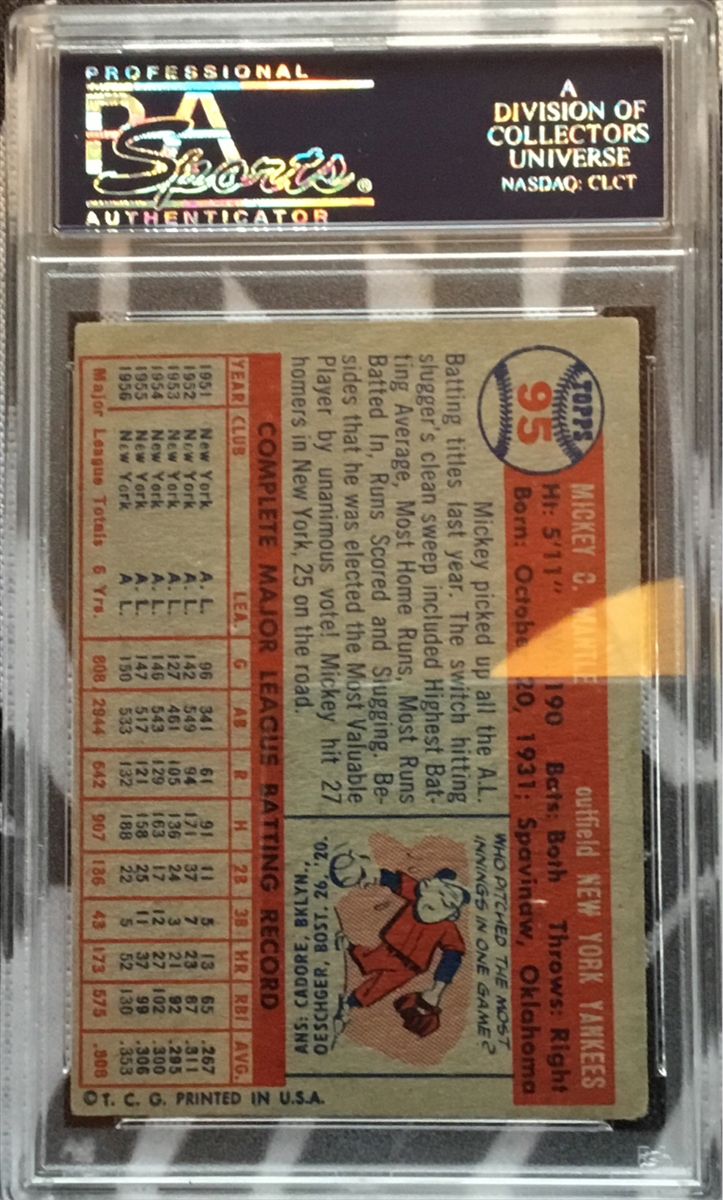 PROFESSIONAL
PSA
Sports®
AUTHENTICATOR
A
DIVISION OF
COLLECTORS
UNIVERSE
NASDAQ: CLCT
TOPPS
95
MICKEY C. MANTLE outfield NEW YORK YANKEES
Ht: 5'11" 190 Bats: Both Throws: Right
Born: October 20, 1931; Spavinaw, Oklahoma
Mickey picked up all the A.L.
Batting titles last year. The switch hitting
slugger's clean sweep included Highest Bat-
ting Average, Most Home Runs, Most Runs
Batted In, Runs Scored and Slugging. Be-
sides that he was elected the Most Valuable
Player by unanimous vote! Mickey hit 27
homers in New York, 25 on the road.
WHO PITCHED THE MOST
INNINGS IN ONE GAME?
ANS: CADORE, BKLYN.,
OESCHGER, BOST. 26, '20.
COMPLETE MAJOR LEAGUE BATTING RECORD
YEAR CLUB LEA. G AB R H 2B 3B HR RBI AVG.
1951 New York A. L. 96 341 61 91 11 5 13 65 .267
1952 New York A. L. 142 549 94 171 37 7 23 87 .311
1953 New York A. L. 127 461 105 136 24 3 21 92 .295
1954 New York A. L. 146 543 129 163 17 12 27 102 .300
1955 New York A. L. 147 517 121 158 25 11 37 99 .306
1956 New York A. L. 150 533 132 188 22 5 52 130 .353
Major League Totals 6 Yrs. 808 2944 642 907 136 43 173 575 .308
© T. C. G. PRINTED IN U.S.A.